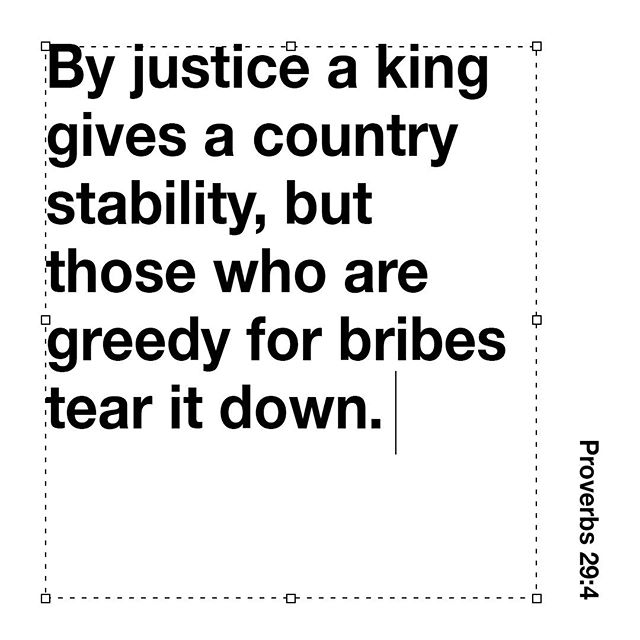 By justice a king
gives a country
stability, but
those who are
greedy for bribes
tear it down.
Proverbs 29:4